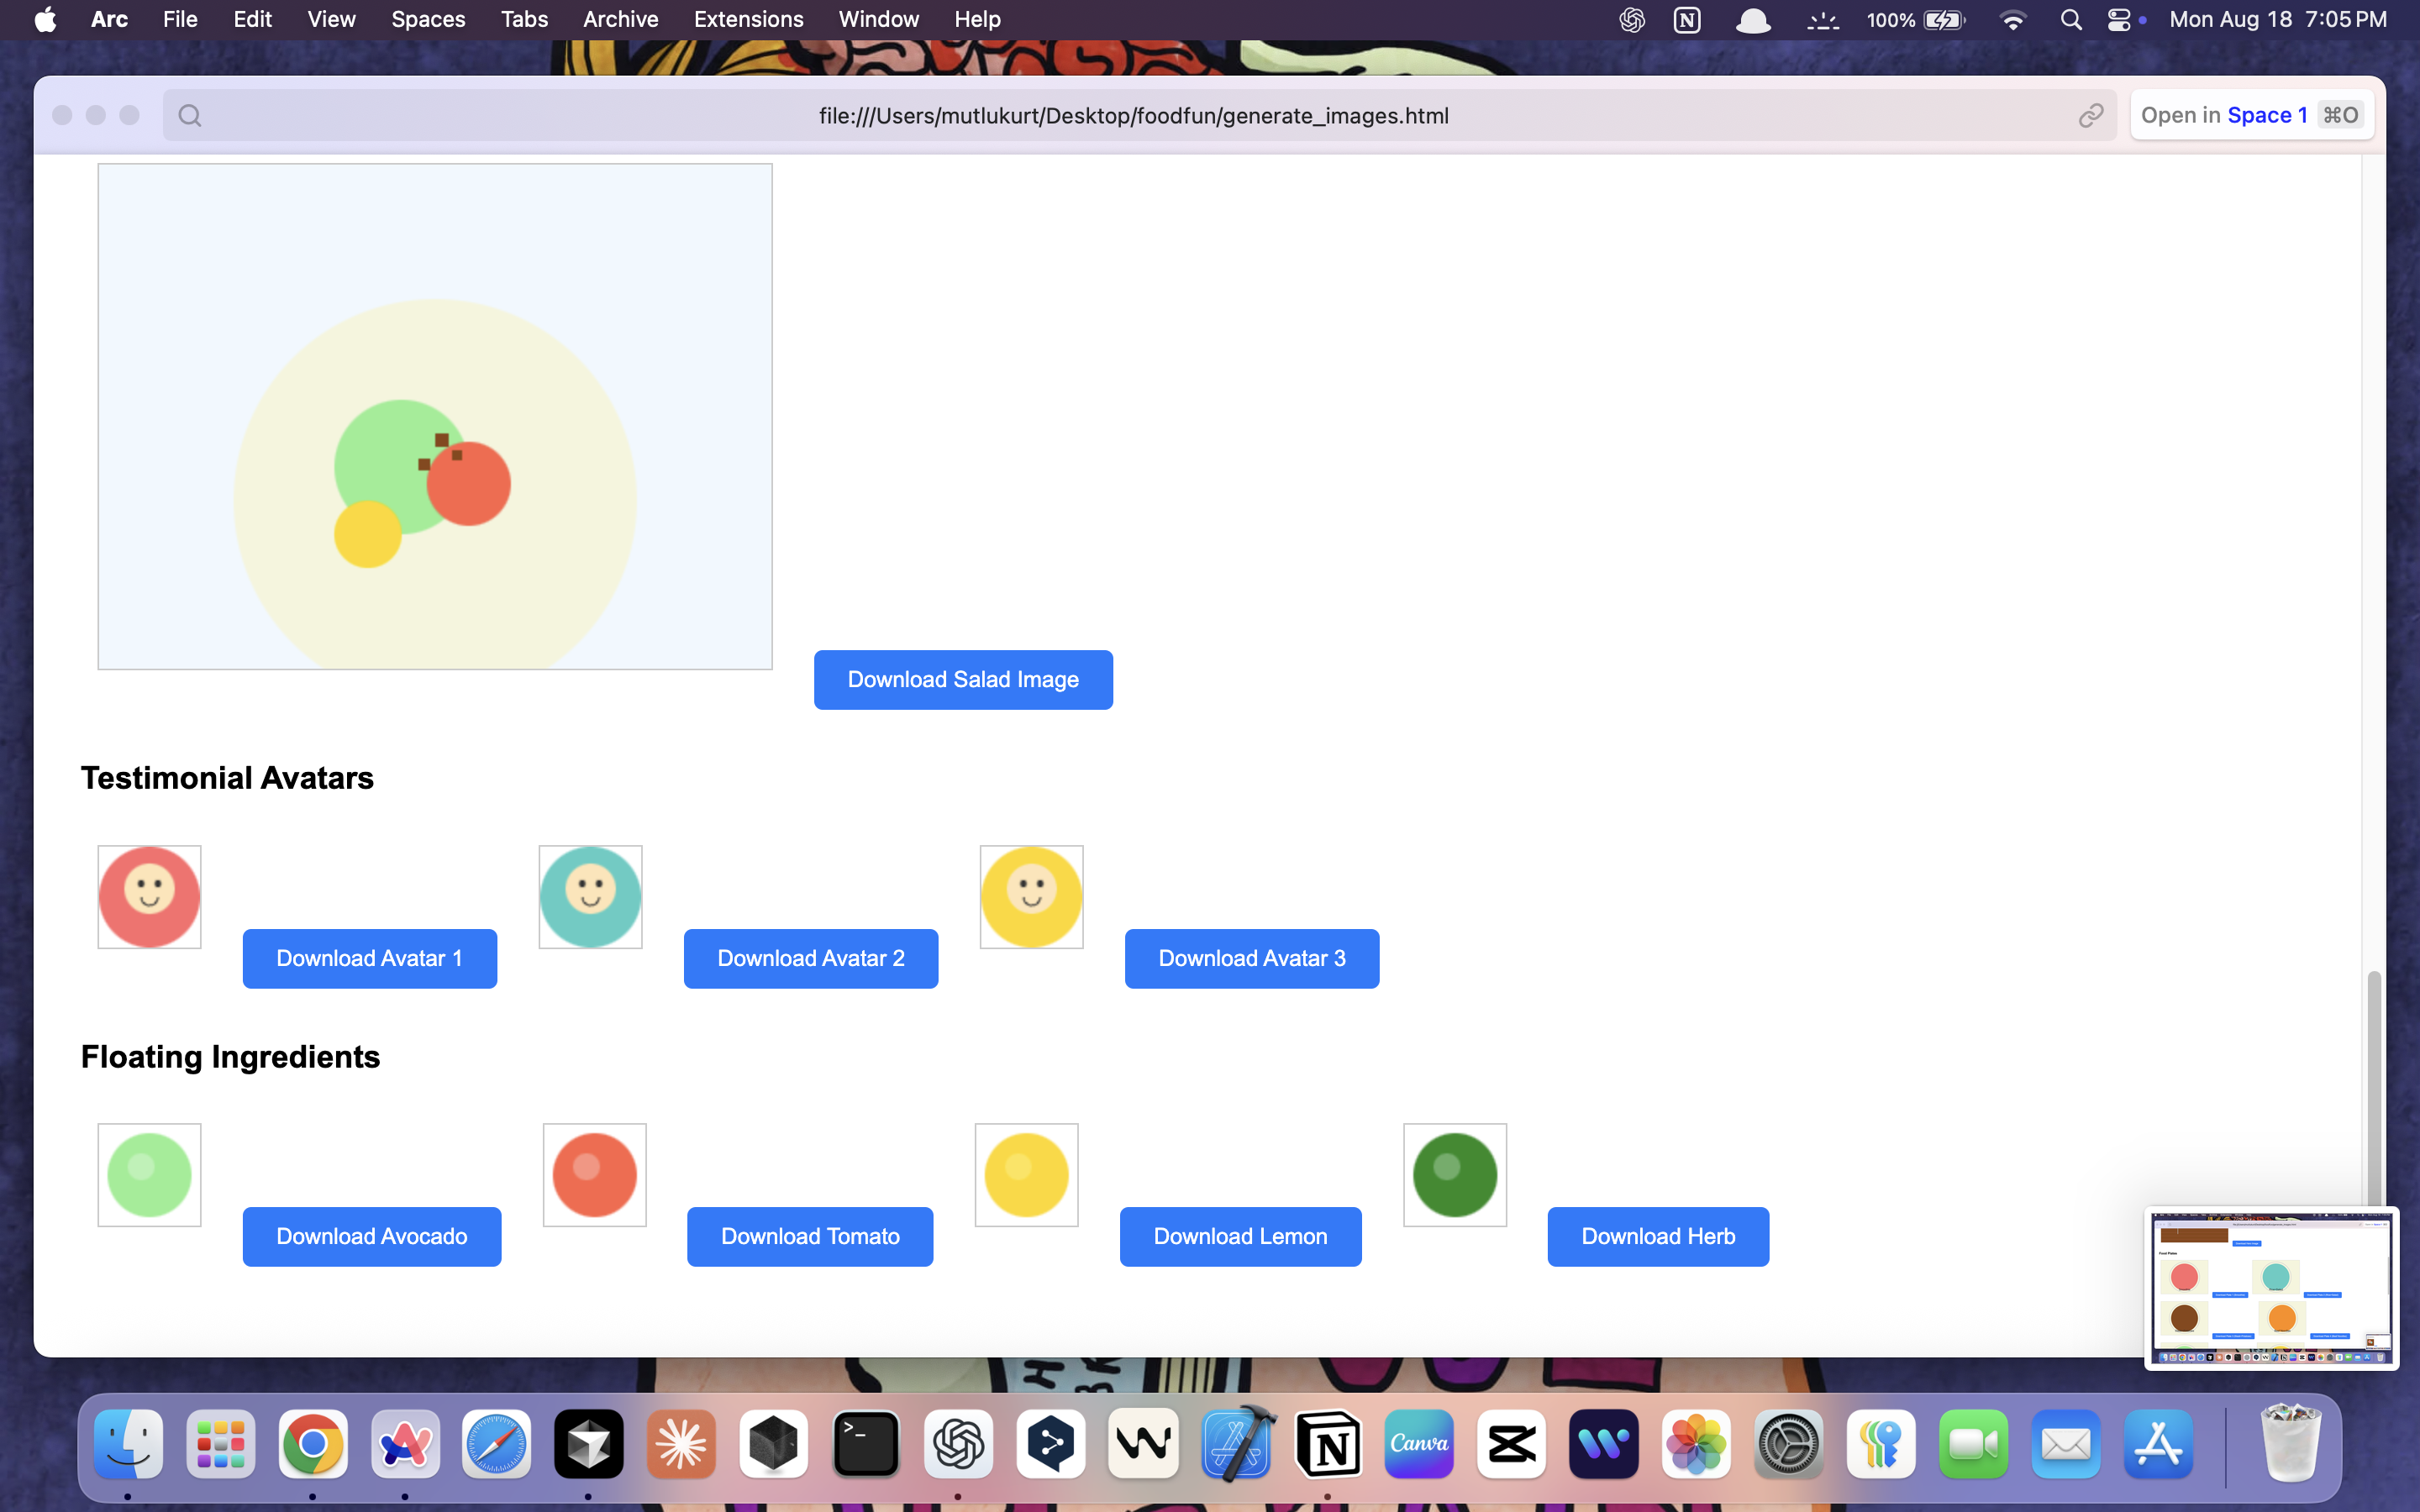 Arc File Edit View Spaces Tabs Archive Extensions Window Help 100% Mon Aug 18 7:05 PM
file:///Users/mutlukurt/Desktop/foodfun/generate_images.html
Open in Space 1 ⌘O
Download Salad Image
Testimonial Avatars
Download Avatar 1 Download Avatar 2 Download Avatar 3
Floating Ingredients
Download Avocado Download Tomato Download Lemon Download Herb
Canva